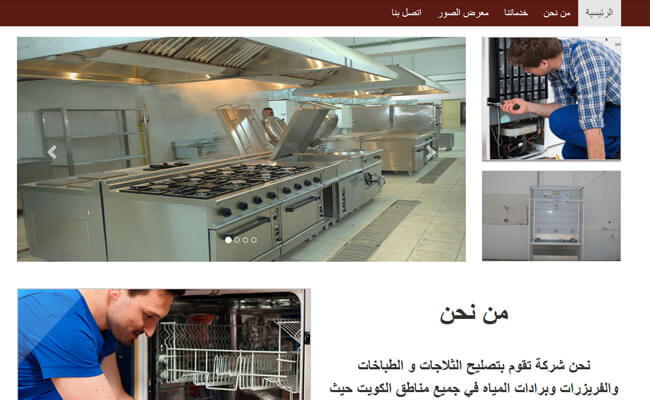 الرئيسية من نحن خدماتنا معرض الصور اتصل بنا
من نحن
نحن شركة تقوم بتصليح الثلاجات و الطباخات
والفريزرات وبرادات المياه في جميع مناطق الكويت حيث